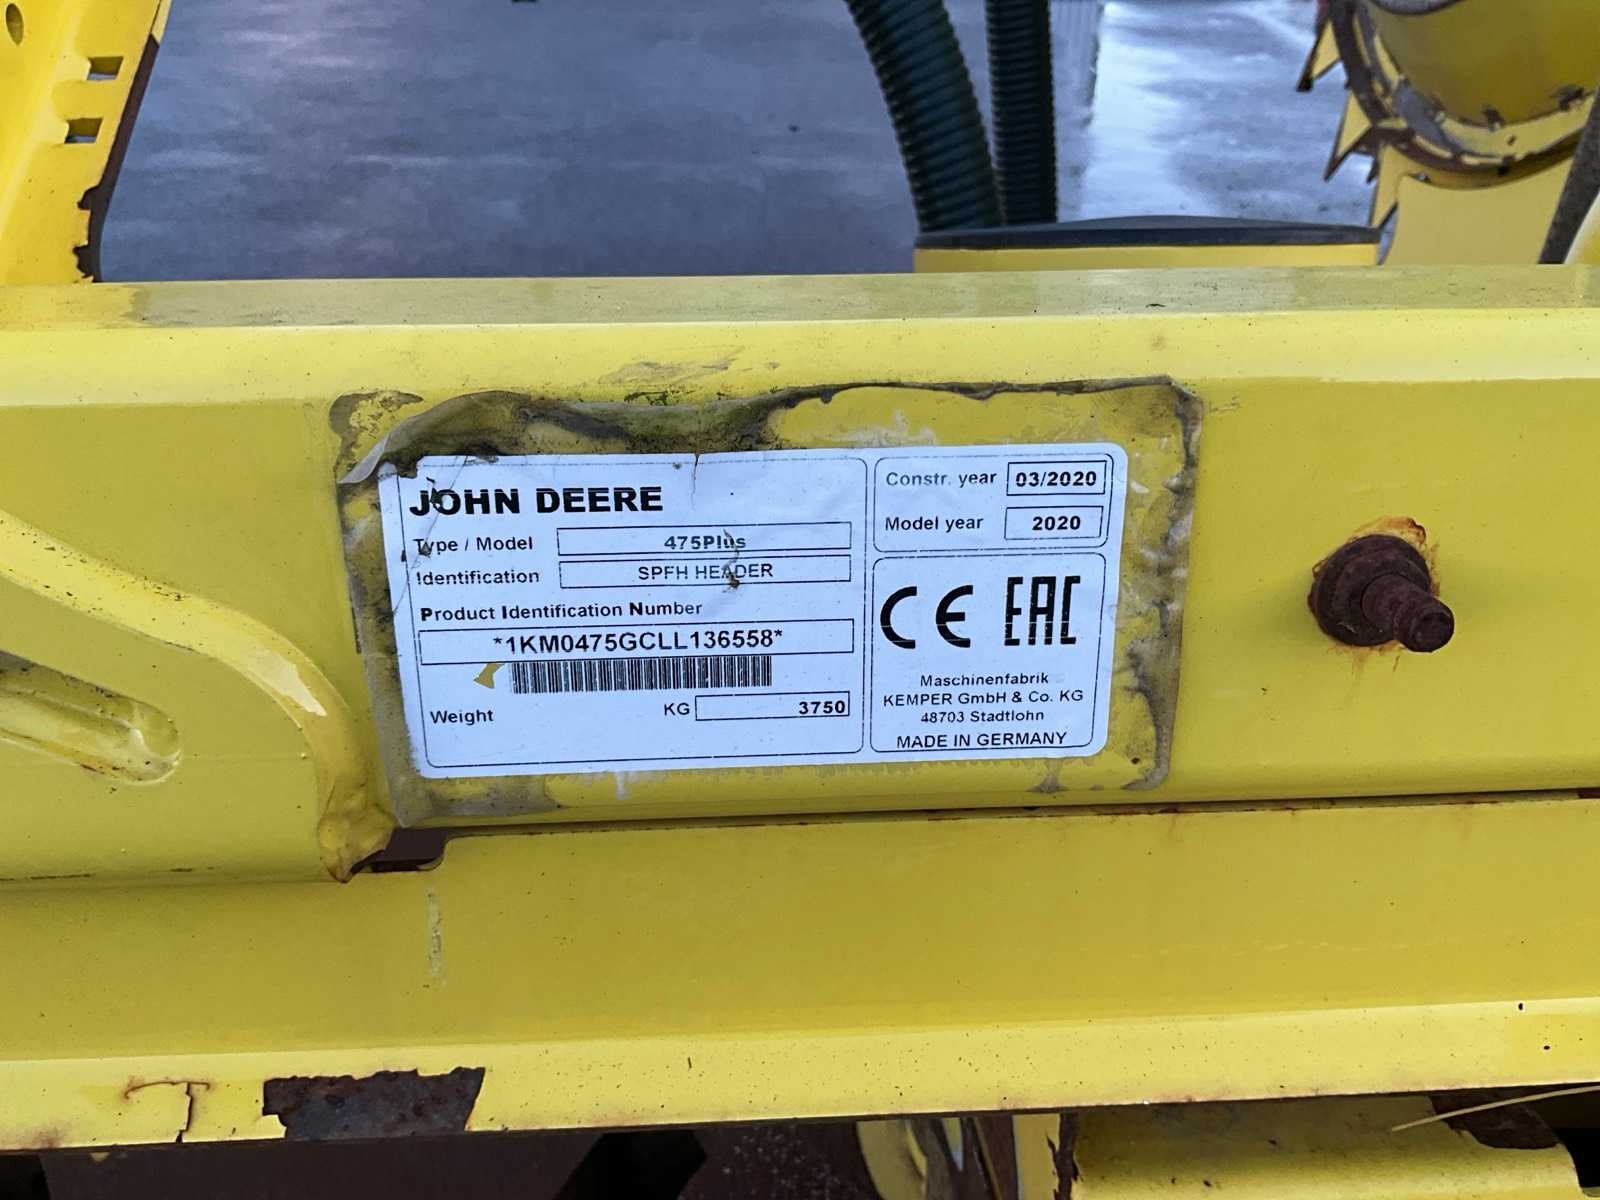 JOHN DEERE
Type / Model 475Plus
Identification SPFH HEADER
Product Identification Number
*1KM0475GCLL136558*
Weight KG 3750
Constr. year 03/2020
Model year 2020
CE EAC
Maschinenfabrik
KEMPER GmbH & Co. KG
48703 Stadtlohn
MADE IN GERMANY